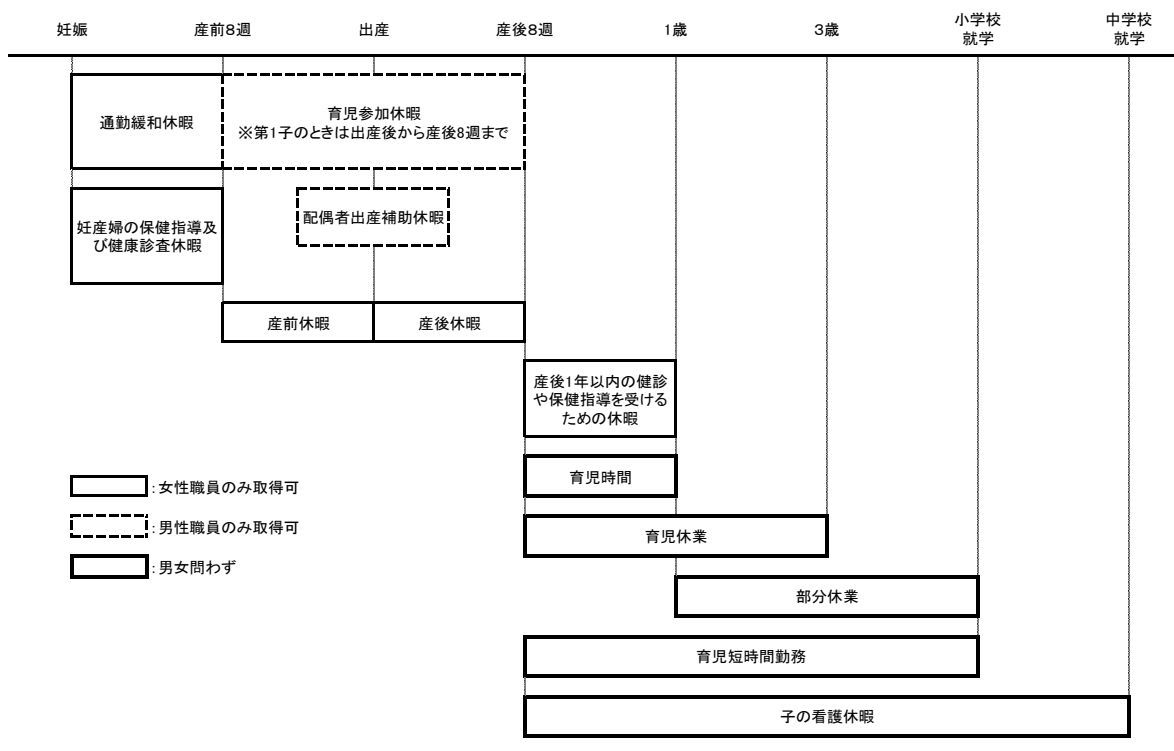 妊娠
産前8週
出産
産後8週
1歳
3歳
小学校
就学
中学校
就学
通勤緩和休暇
育児参加休暇
※第1子のときは出産後から産後8週まで
妊産婦の保健指導及
び健康診査休暇
配偶者出産補助休暇
産前休暇
産後休暇
産後1年以内の健診
や保健指導を受ける
ための休暇
育児時間
:女性職員のみ取得可
:男性職員のみ取得可
:男女問わず
育児休業
部分休業
育児短時間勤務
子の看護休暇